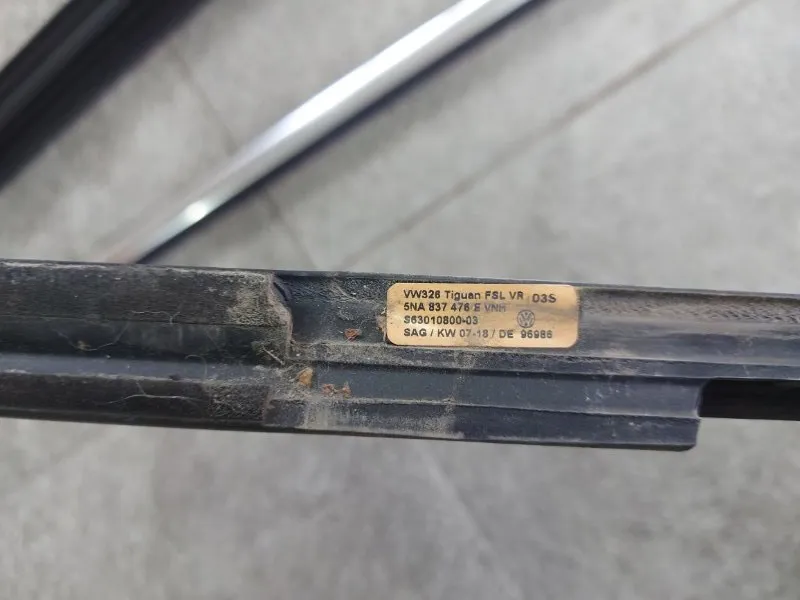 VW326 Tiguan FSL VR 03S
5NA 837 476 E VNH
S63010800-03
SAG / KW 07-18 / DE 96986